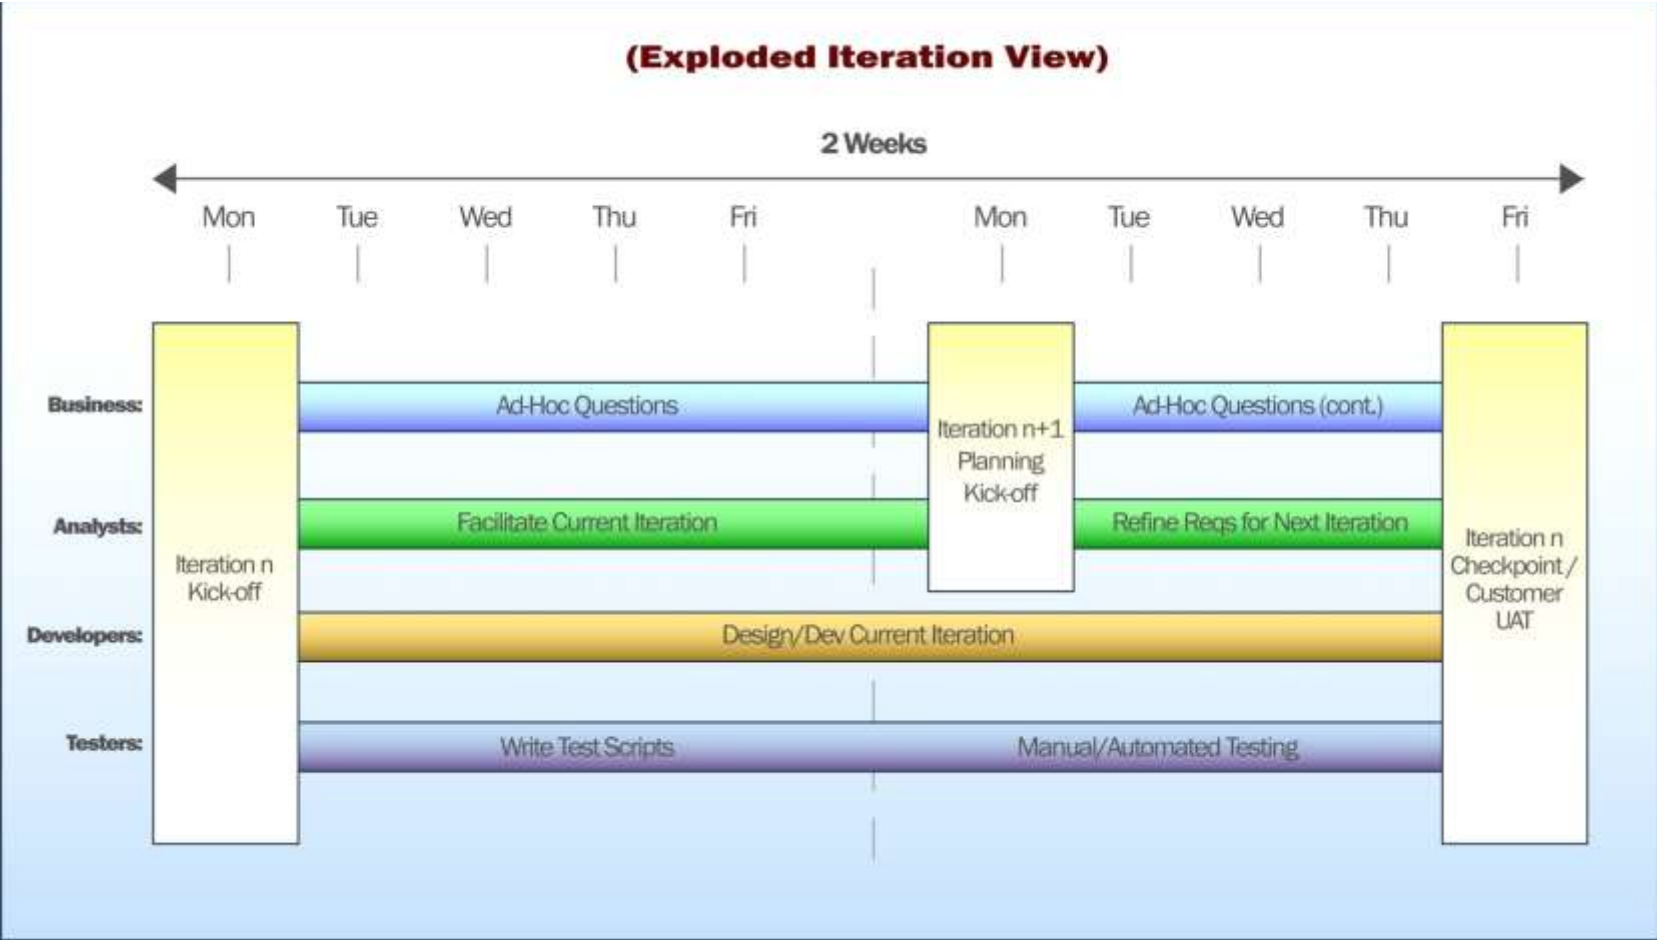 (Exploded Iteration View)
2 Weeks
Mon Tue Wed Thu Fri Mon Tue Wed Thu Fri
Business: Ad-Hoc Questions Ad-Hoc Questions (cont.)
Iteration n+1
Planning
Kick-off
Analysts: Facilitate Current Iteration Refine Reqs for Next Iteration
Iteration n
Kick-off
Iteration n
Checkpoint/
Customer
UAT
Developers: Design/Dev Current Iteration
Testers: Write Test Scripts Manual/Automated Testing